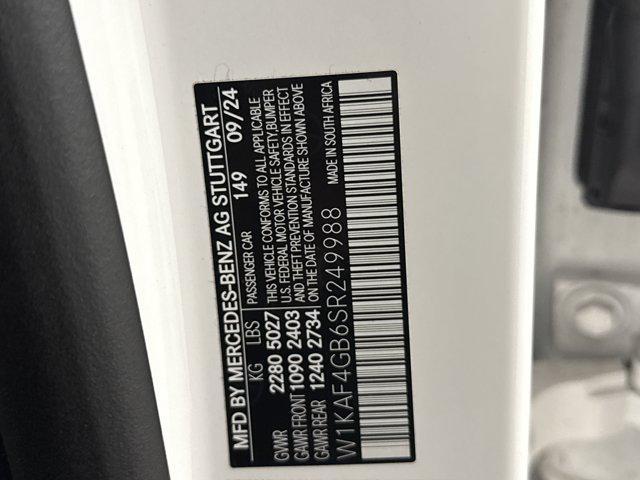 MFD BY MERCEDES-BENZ AG STUTTGART
KG LBS PASSENGER CAR 149 09/24
GVWR 2280 5027 THIS VEHICLE CONFORMS TO ALL APPLICABLE
U.S. FEDERAL MOTOR VEHICLE SAFETY, BUMPER
GAWR FRONT 1090 2403 AND THEFT PREVENTION STANDARDS IN EFFECT
GAWR REAR 1240 2734 ON THE DATE OF MANUFACTURE SHOWN ABOVE
W1KAF4GB6SR249988 MADE IN SOUTH AFRICA